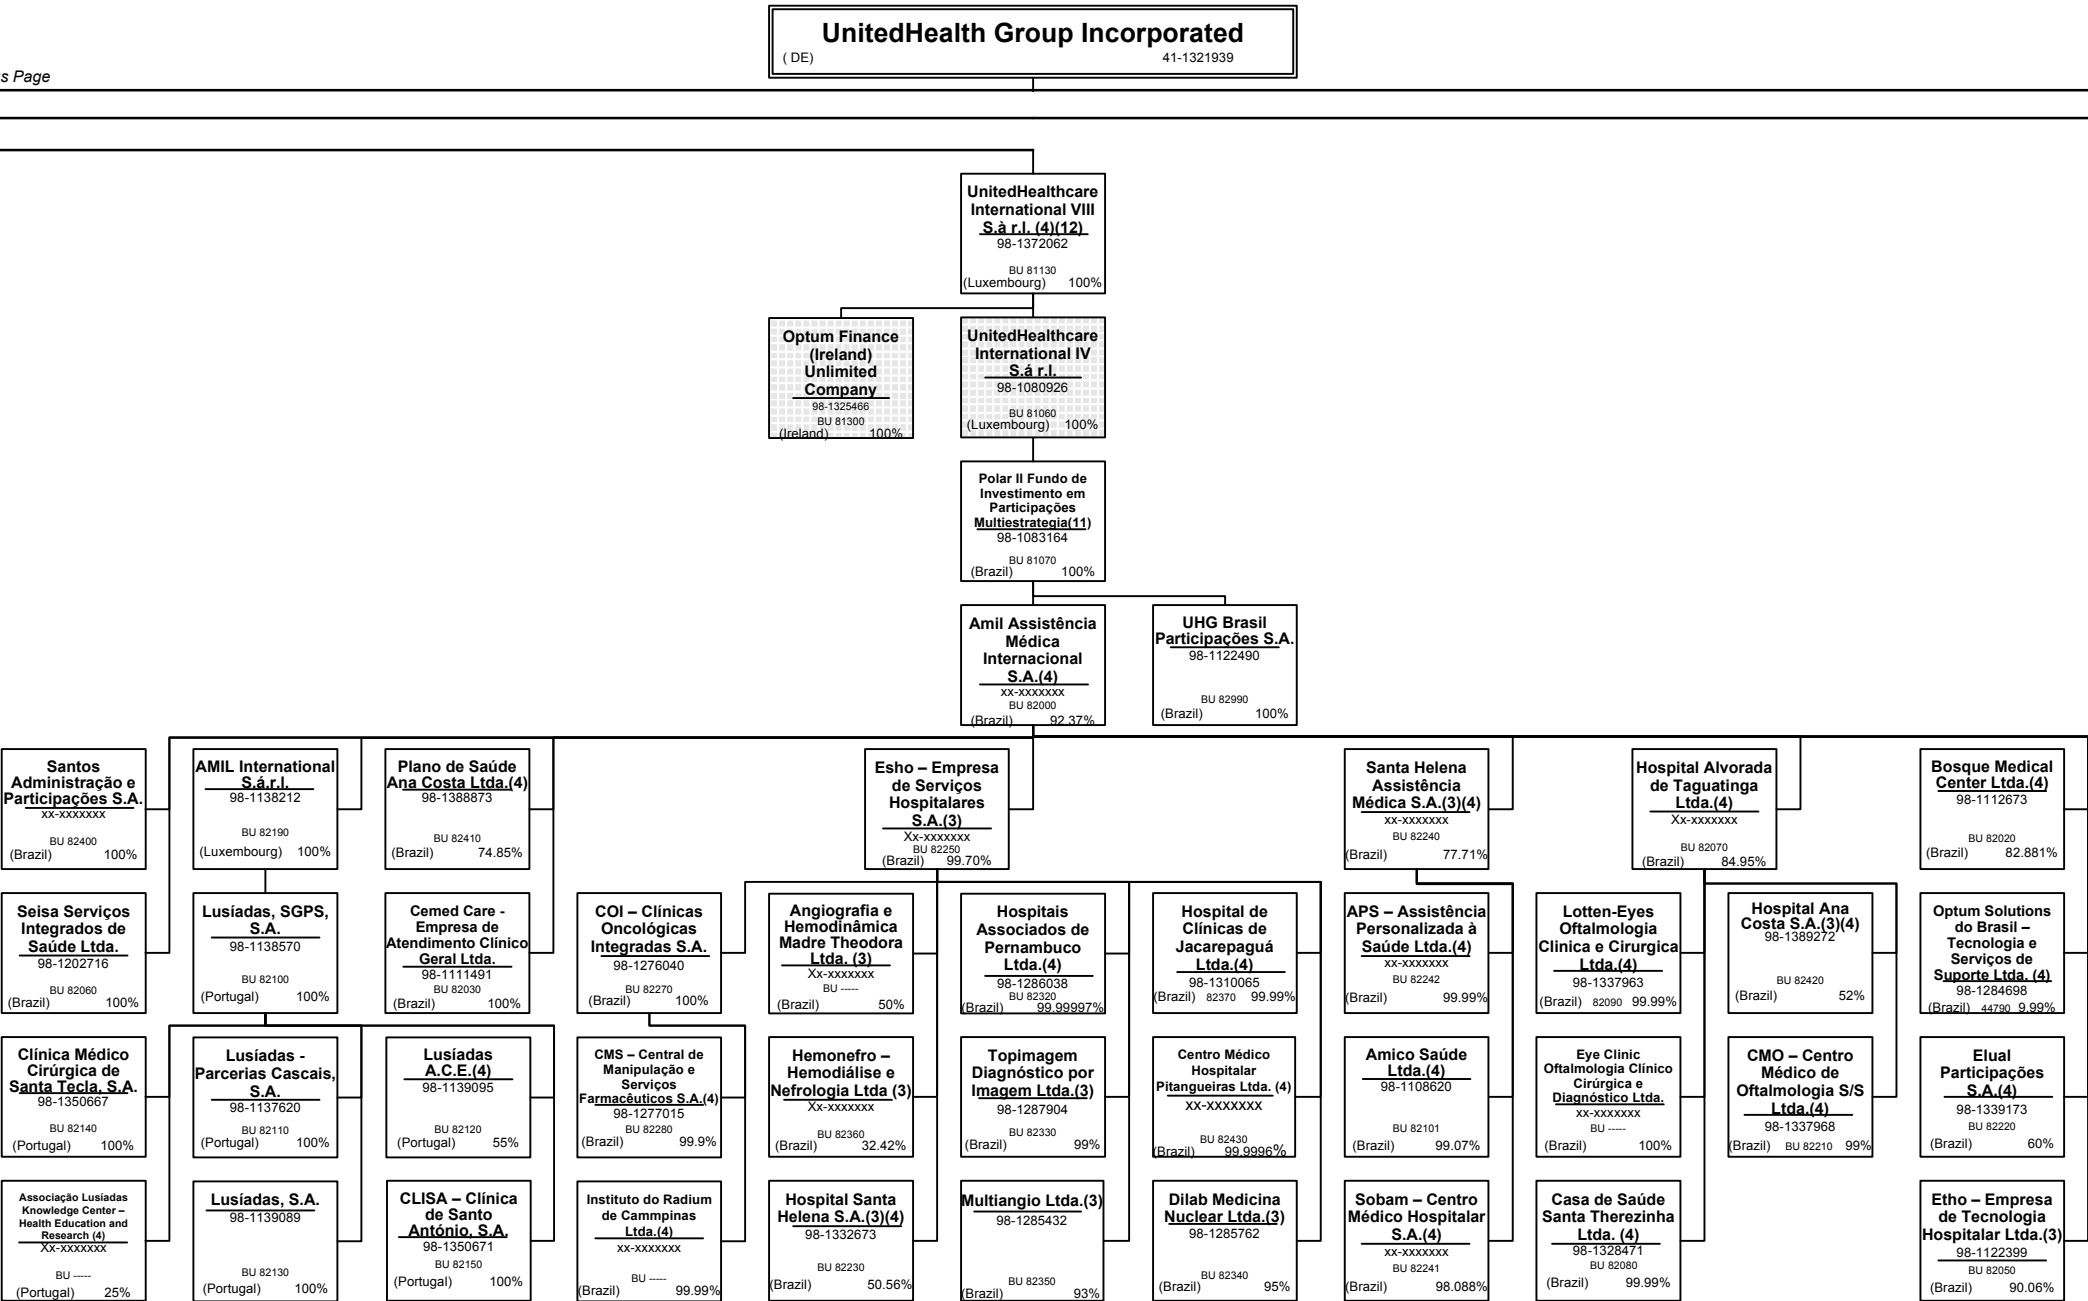 UnitedHealth Group Incorporated
( DE) 41-1321939
s Page
UnitedHealthcare
International VIII
S.à r.l. (4)(12)
98-1372062
BU 81130
(Luxembourg) 100%
Optum Finance
(Ireland)
Unlimited
Company
98-1325466
BU 81300
(Ireland) 100%
UnitedHealthcare
International IV
S.á r.l.
98-1080926
BU 81060
(Luxembourg) 100%
Polar II Fundo de
Investimento em
Participações
Multiestrategia(11)
98-1083164
BU 81070
(Brazil) 100%
Amil Assistência
Médica
Internacional
S.A.(4)
xx-xxxxxxx
BU 82000
(Brazil) 92.37%
UHG Brasil
Participações S.A.
98-1122490
BU 82990
(Brazil) 100%
Santos
Administração e
Participações S.A.
xx-xxxxxxx
BU 82400
(Brazil) 100%
AMIL International
S.á.r.l.
98-1138212
BU 82190
(Luxembourg) 100%
Plano de Saúde
Ana Costa Ltda.(4)
98-1388873
BU 82410
(Brazil) 74.85%
Esho – Empresa
de Serviços
Hospitalares
S.A.(3)
Xx-xxxxxxx
BU 82250
(Brazil) 99.70%
Santa Helena
Assistência
Médica S.A.(3)(4)
xx-xxxxxxx
BU 82240
(Brazil) 77.71%
Hospital Alvorada
de Taguatinga
Ltda.(4)
Xx-xxxxxxx
BU 82070
(Brazil) 84.95%
Bosque Medical
Center Ltda.(4)
98-1112673
BU 82020
(Brazil) 82.881%
Seisa Serviços
Integrados de
Saúde Ltda.
98-1202716
BU 82060
(Brazil) 100%
Lusíadas, SGPS,
S.A.
98-1138570
BU 82100
(Portugal) 100%
Cemed Care -
Empresa de
Atendimento Clínico
Geral Ltda.
98-1111491
BU 82030
(Brazil) 100%
COI – Clínicas
Oncológicas
Integradas S.A.
98-1276040
BU 82270
(Brazil) 100%
Angiografia e
Hemodinâmica
Madre Theodora
Ltda. (3)
Xx-xxxxxxx
BU -----
(Brazil) 50%
Hospitais
Associados de
Pernambuco
Ltda.(4)
98-1286038
BU 82320
(Brazil) 99.99997%
Hospital de
Clínicas de
Jacarepaguá
Ltda.(4)
98-1310065
(Brazil) 82370 99.99%
APS – Assistência
Personalizada à
Saúde Ltda.(4)
xx-xxxxxxx
BU 82242
(Brazil) 99.99%
Lotten-Eyes
Oftalmologia
Clinica e Cirurgica
Ltda.(4)
98-1337963
(Brazil) 82090 99.99%
Hospital Ana
Costa S.A.(3)(4)
98-1389272
BU 82420
(Brazil) 52%
Optum Solutions
do Brasil –
Tecnologia e
Serviços de
Suporte Ltda. (4)
98-1284698
(Brazil) 44790 9.99%
Clínica Médico
Cirúrgica de
Santa Tecla, S.A.
98-1350667
BU 82140
(Portugal) 100%
Lusíadas -
Parcerias Cascais,
S.A.
98-1137620
BU 82110
(Portugal) 100%
Lusíadas
A.C.E.(4)
98-1139095
BU 82120
(Portugal) 55%
CMS – Central de
Manipulação e
Serviços
Farmacêuticos S.A.(4)
98-1277015
BU 82280
(Brazil) 99.9%
Hemonefro –
Hemodiálise e
Nefrologia Ltda (3)
Xx-xxxxxxx
BU 82360
(Brazil) 32.42%
Topimagem
Diagnóstico por
Imagem Ltda.(3)
98-1287904
BU 82330
(Brazil) 99%
Centro Médico
Hospitalar
Pitangueiras Ltda. (4)
xx-xxxxxxx
BU 82430
(Brazil) 99.9996%
Amico Saúde
Ltda.(4)
98-1108620
BU 82101
(Brazil) 99.07%
Eye Clinic
Oftalmologia Clínico
Cirúrgica e
Diagnóstico Ltda.
xx-xxxxxxx
BU -----
(Brazil) 100%
CMO – Centro
Médico de
Oftalmologia S/S
Ltda.(4)
98-1337968
(Brazil) BU 82210 99%
Elual
Participações
S.A.(4)
98-1339173
BU 82220
(Brazil) 60%
Associação Lusíadas
Knowledge Center –
Health Education and
Research (4)
Xx-xxxxxxx
BU -----
(Portugal) 25%
Lusíadas, S.A.
98-1139089
BU 82130
(Portugal) 100%
CLISA – Clínica
de Santo
António, S.A.
98-1350671
BU 82150
(Portugal) 100%
Instituto do Radium
de Cammpinas
Ltda.(4)
xx-xxxxxxx
BU -----
(Brazil) 99.99%
Hospital Santa
Helena S.A.(3)(4)
98-1332673
BU 82230
(Brazil) 50.56%
Multiangio Ltda.(3)
98-1285432
BU 82350
(Brazil) 93%
Dilab Medicina
Nuclear Ltda.(3)
98-1285762
BU 82340
(Brazil) 95%
Sobam – Centro
Médico Hospitalar
S.A.(4)
xx-xxxxxxx
BU 82241
(Brazil) 98.088%
Casa de Saúde
Santa Therezinha
Ltda. (4)
98-1328471
BU 82080
(Brazil) 99.99%
Etho – Empresa
de Tecnologia
Hospitalar Ltda.(3)
98-1122399
BU 82050
(Brazil) 90.06%